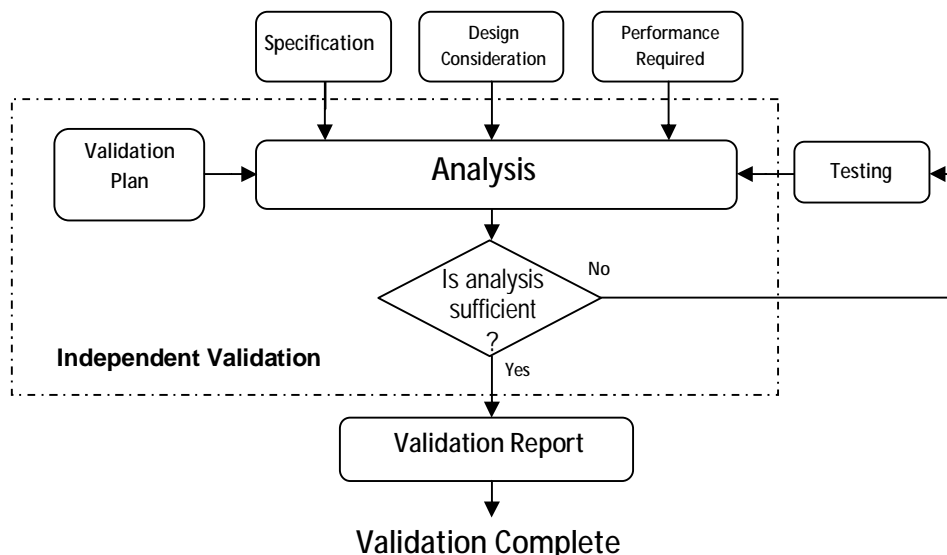 Specification
Design
Consideration
Performance
Required
Validation
Plan
Analysis
Testing
Is analysis
sufficient
?
No
Independent Validation
Yes
Validation Report
Validation Complete